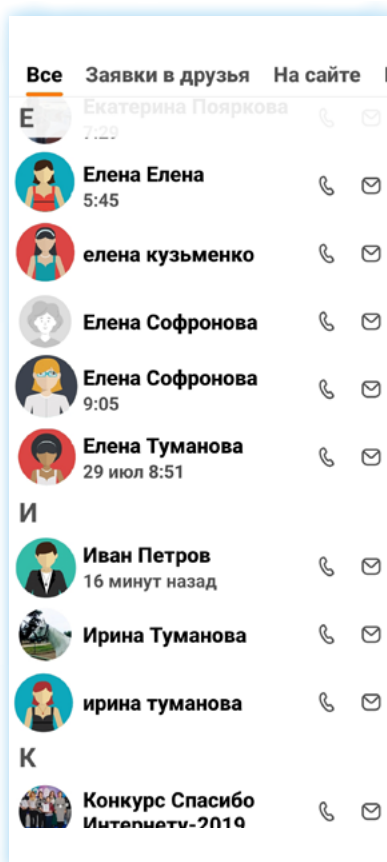 Все Заявки в друзья На сайте
Е Екатерина Пояркова
7:29
Елена Елена
5:45
елена кузьменко
Елена Софронова
Елена Софронова
9:05
Елена Туманова
29 июл 8:51
И
Иван Петров
16 минут назад
Ирина Туманова
ирина туманова
К
Конкурс Спасибо
Интернету-2019